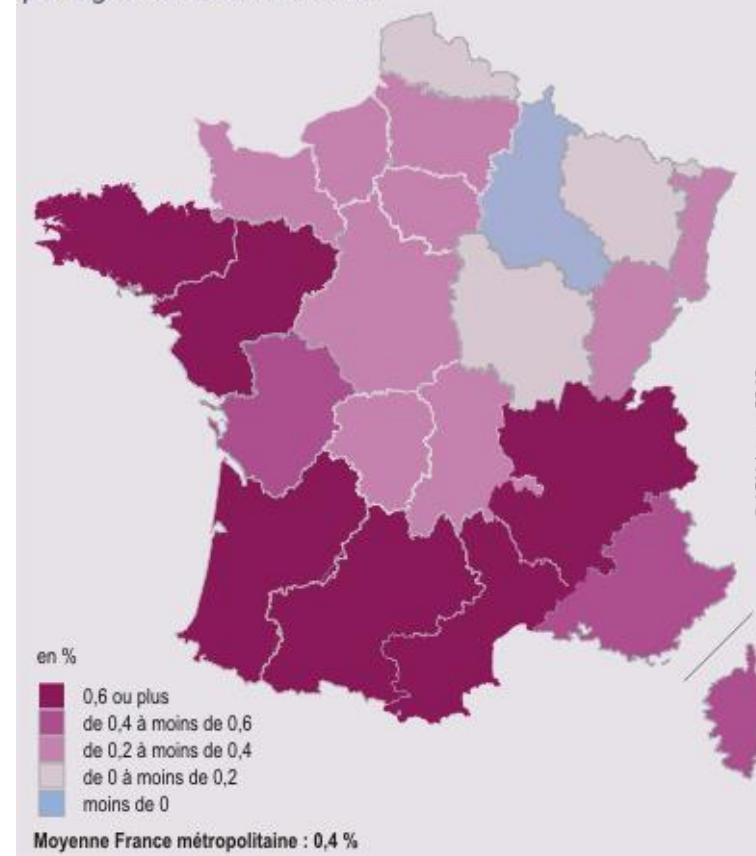 en %
0,6 ou plus
de 0,4 à moins de 0,6
de 0,2 à moins de 0,4
de 0 à moins de 0,2
moins de 0
Moyenne France métropolitaine : 0,4 %